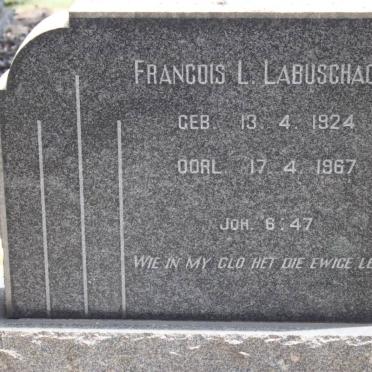 FRANCOIS L. LABUSCHAG
GEB. 13. 4. 1924
OORL. 17. 4. 1967
JOH. 6:47
WIE IN MY GLO HET DIE EWIGE LE